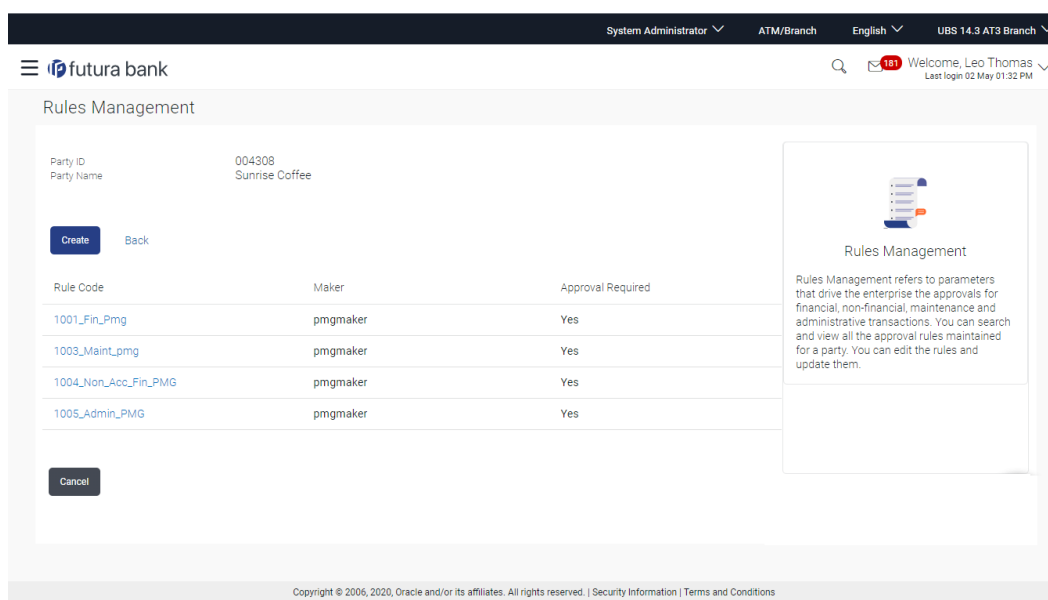 System Administrator ATM/Branch English UBS 14.3 AT3 Branch
futura bank 181 Welcome, Leo Thomas
Last login 02 May 01:32 PM
Rules Management
Party ID 004308
Party Name Sunrise Coffee
Create Back
Rule Code Maker Approval Required
1001_Fin_Pmg pmgmaker Yes
1003_Maint_pmg pmgmaker Yes
1004_Non_Acc_Fin_PMG pmgmaker Yes
1005_Admin_PMG pmgmaker Yes
Rules Management
Rules Management refers to parameters
that drive the enterprise the approvals for
financial, non-financial, maintenance and
administrative transactions. You can search
and view all the approval rules maintained
for a party. You can edit the rules and
update them.
Cancel
Copyright © 2006, 2020, Oracle and/or its affiliates. All rights reserved. | Security Information | Terms and Conditions